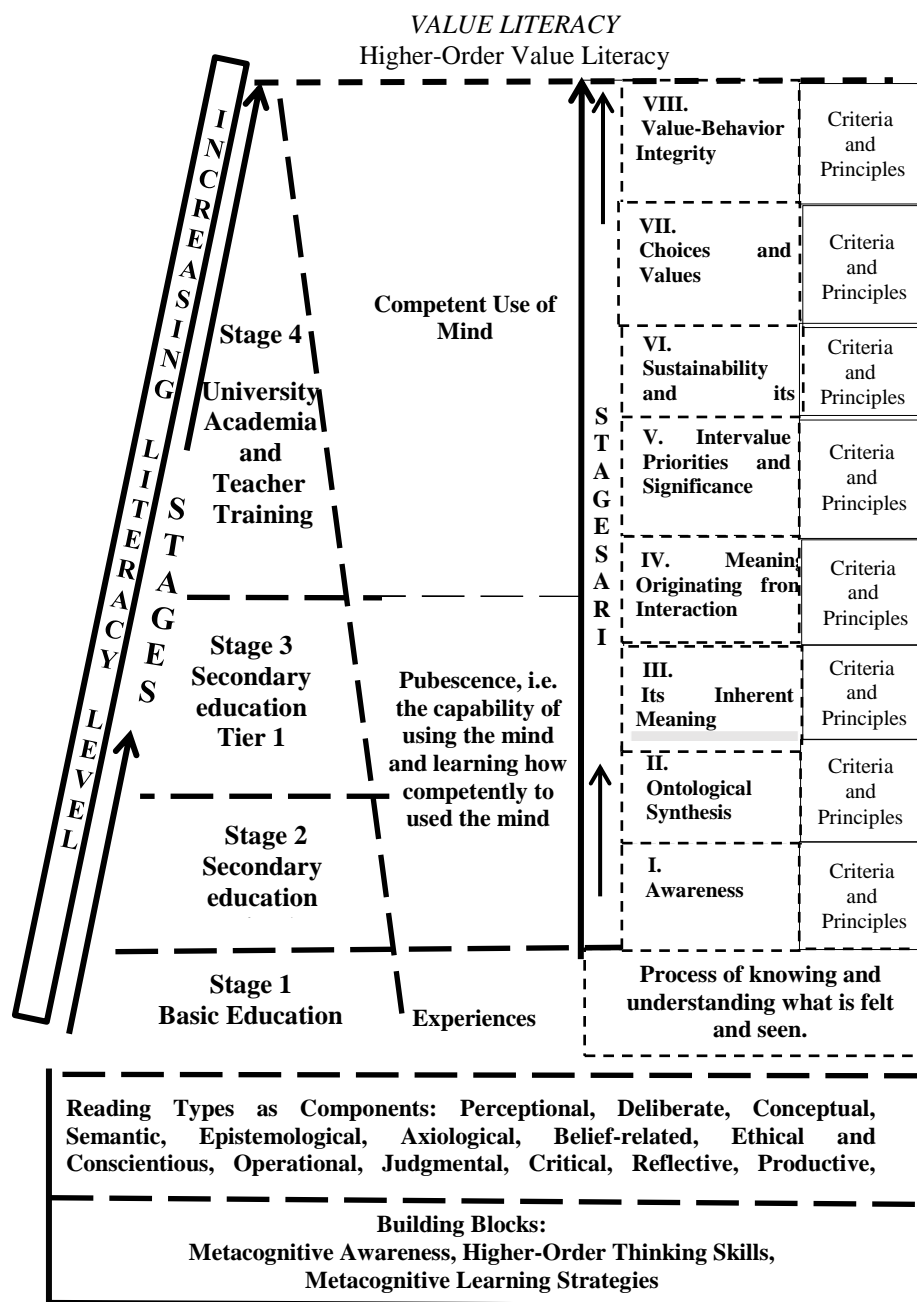 VALUE LITERACY
Higher-Order Value Literacy
INCREASING LITERACY LEVEL
STAGES
Stage 4
University
Academia
and
Teacher
Training
Stage 3
Secondary
education
Tier 1
Stage 2
Secondary
education
Stage 1
Basic Education
Competent Use of
Mind
Pubescence, i.e.
the capability of
using the mind
and learning how
competently to
used the mind
Experiences
STAGESARI
VIII.
Value-Behavior
Integrity
Criteria
and
Principles
VII.
Choices and
Values
Criteria
and
Principles
VI.
Sustainability
and its
Criteria
and
Principles
V. Intervalue
Priorities and
Significance
Criteria
and
Principles
IV. Meaning
Originating from
Interaction
Criteria
and
Principles
III.
Its Inherent
Meaning
Criteria
and
Principles
II.
Ontological
Synthesis
Criteria
and
Principles
I.
Awareness
Criteria
and
Principles
Process of knowing and
understanding what is felt
and seen.
Reading Types as Components: Perceptional, Deliberate, Conceptual,
Semantic, Epistemological, Axiological, Belief-related, Ethical and
Conscientious, Operational, Judgmental, Critical, Reflective, Productive,
Building Blocks:
Metacognitive Awareness, Higher-Order Thinking Skills,
Metacognitive Learning Strategies